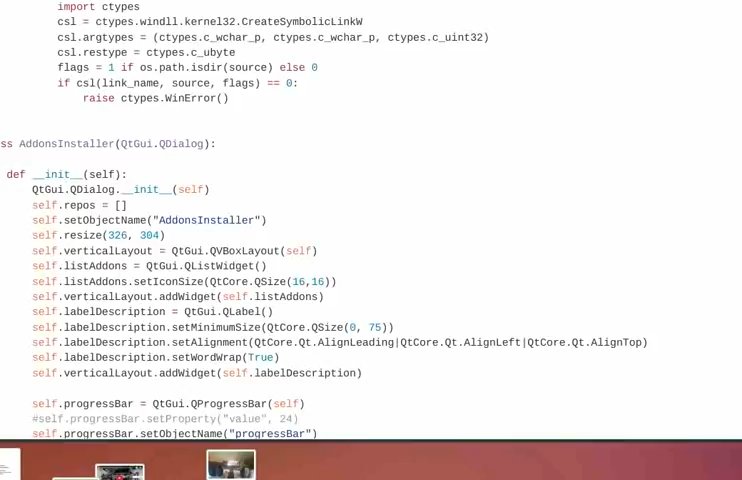 import ctypes
csl = ctypes.windll.kernel32.CreateSymbolicLinkW
csl.argtypes = (ctypes.c_wchar_p, ctypes.c_wchar_p, ctypes.c_uint32)
csl.restype = ctypes.c_ubyte
flags = 1 if os.path.isdir(source) else 0
if csl(link_name, source, flags) == 0:
raise ctypes.WinError()
ss AddonsInstaller(QtGui.QDialog):
def __init__(self):
QtGui.QDialog.__init__(self)
self.repos = []
self.setObjectName("AddonsInstaller")
self.resize(326, 304)
self.verticalLayout = QtGui.QVBoxLayout(self)
self.listAddons = QtGui.QListWidget()
self.listAddons.setIconSize(QtCore.QSize(16,16))
self.verticalLayout.addWidget(self.listAddons)
self.labelDescription = QtGui.QLabel()
self.labelDescription.setMinimumSize(QtCore.QSize(0, 75))
self.labelDescription.setAlignment(QtCore.Qt.AlignLeading|QtCore.Qt.AlignLeft|QtCore.Qt.AlignTop)
self.labelDescription.setWordWrap(True)
self.verticalLayout.addWidget(self.labelDescription)
self.progressBar = QtGui.QProgressBar(self)
#self.progressBar.setProperty("value", 24)
self.progressBar.setObjectName("progressBar")